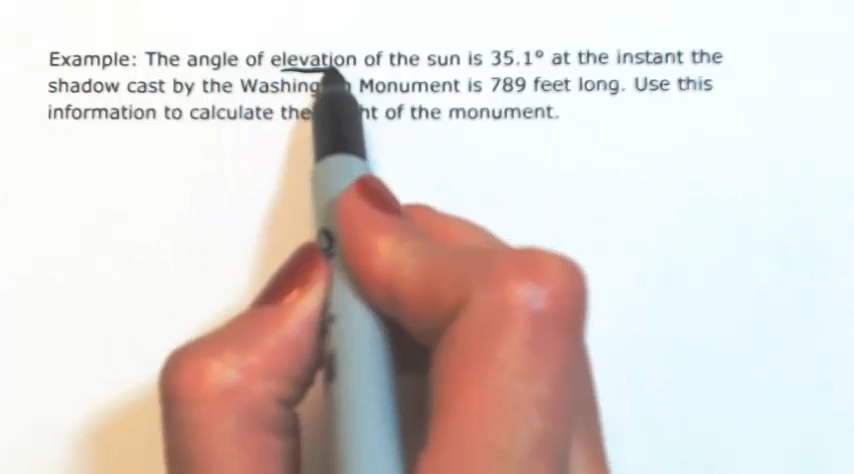 Example: The angle of elevation of the sun is 35.1° at the instant the
shadow cast by the Monument is 789 feet long. Use this
information to calculate the of the monument.